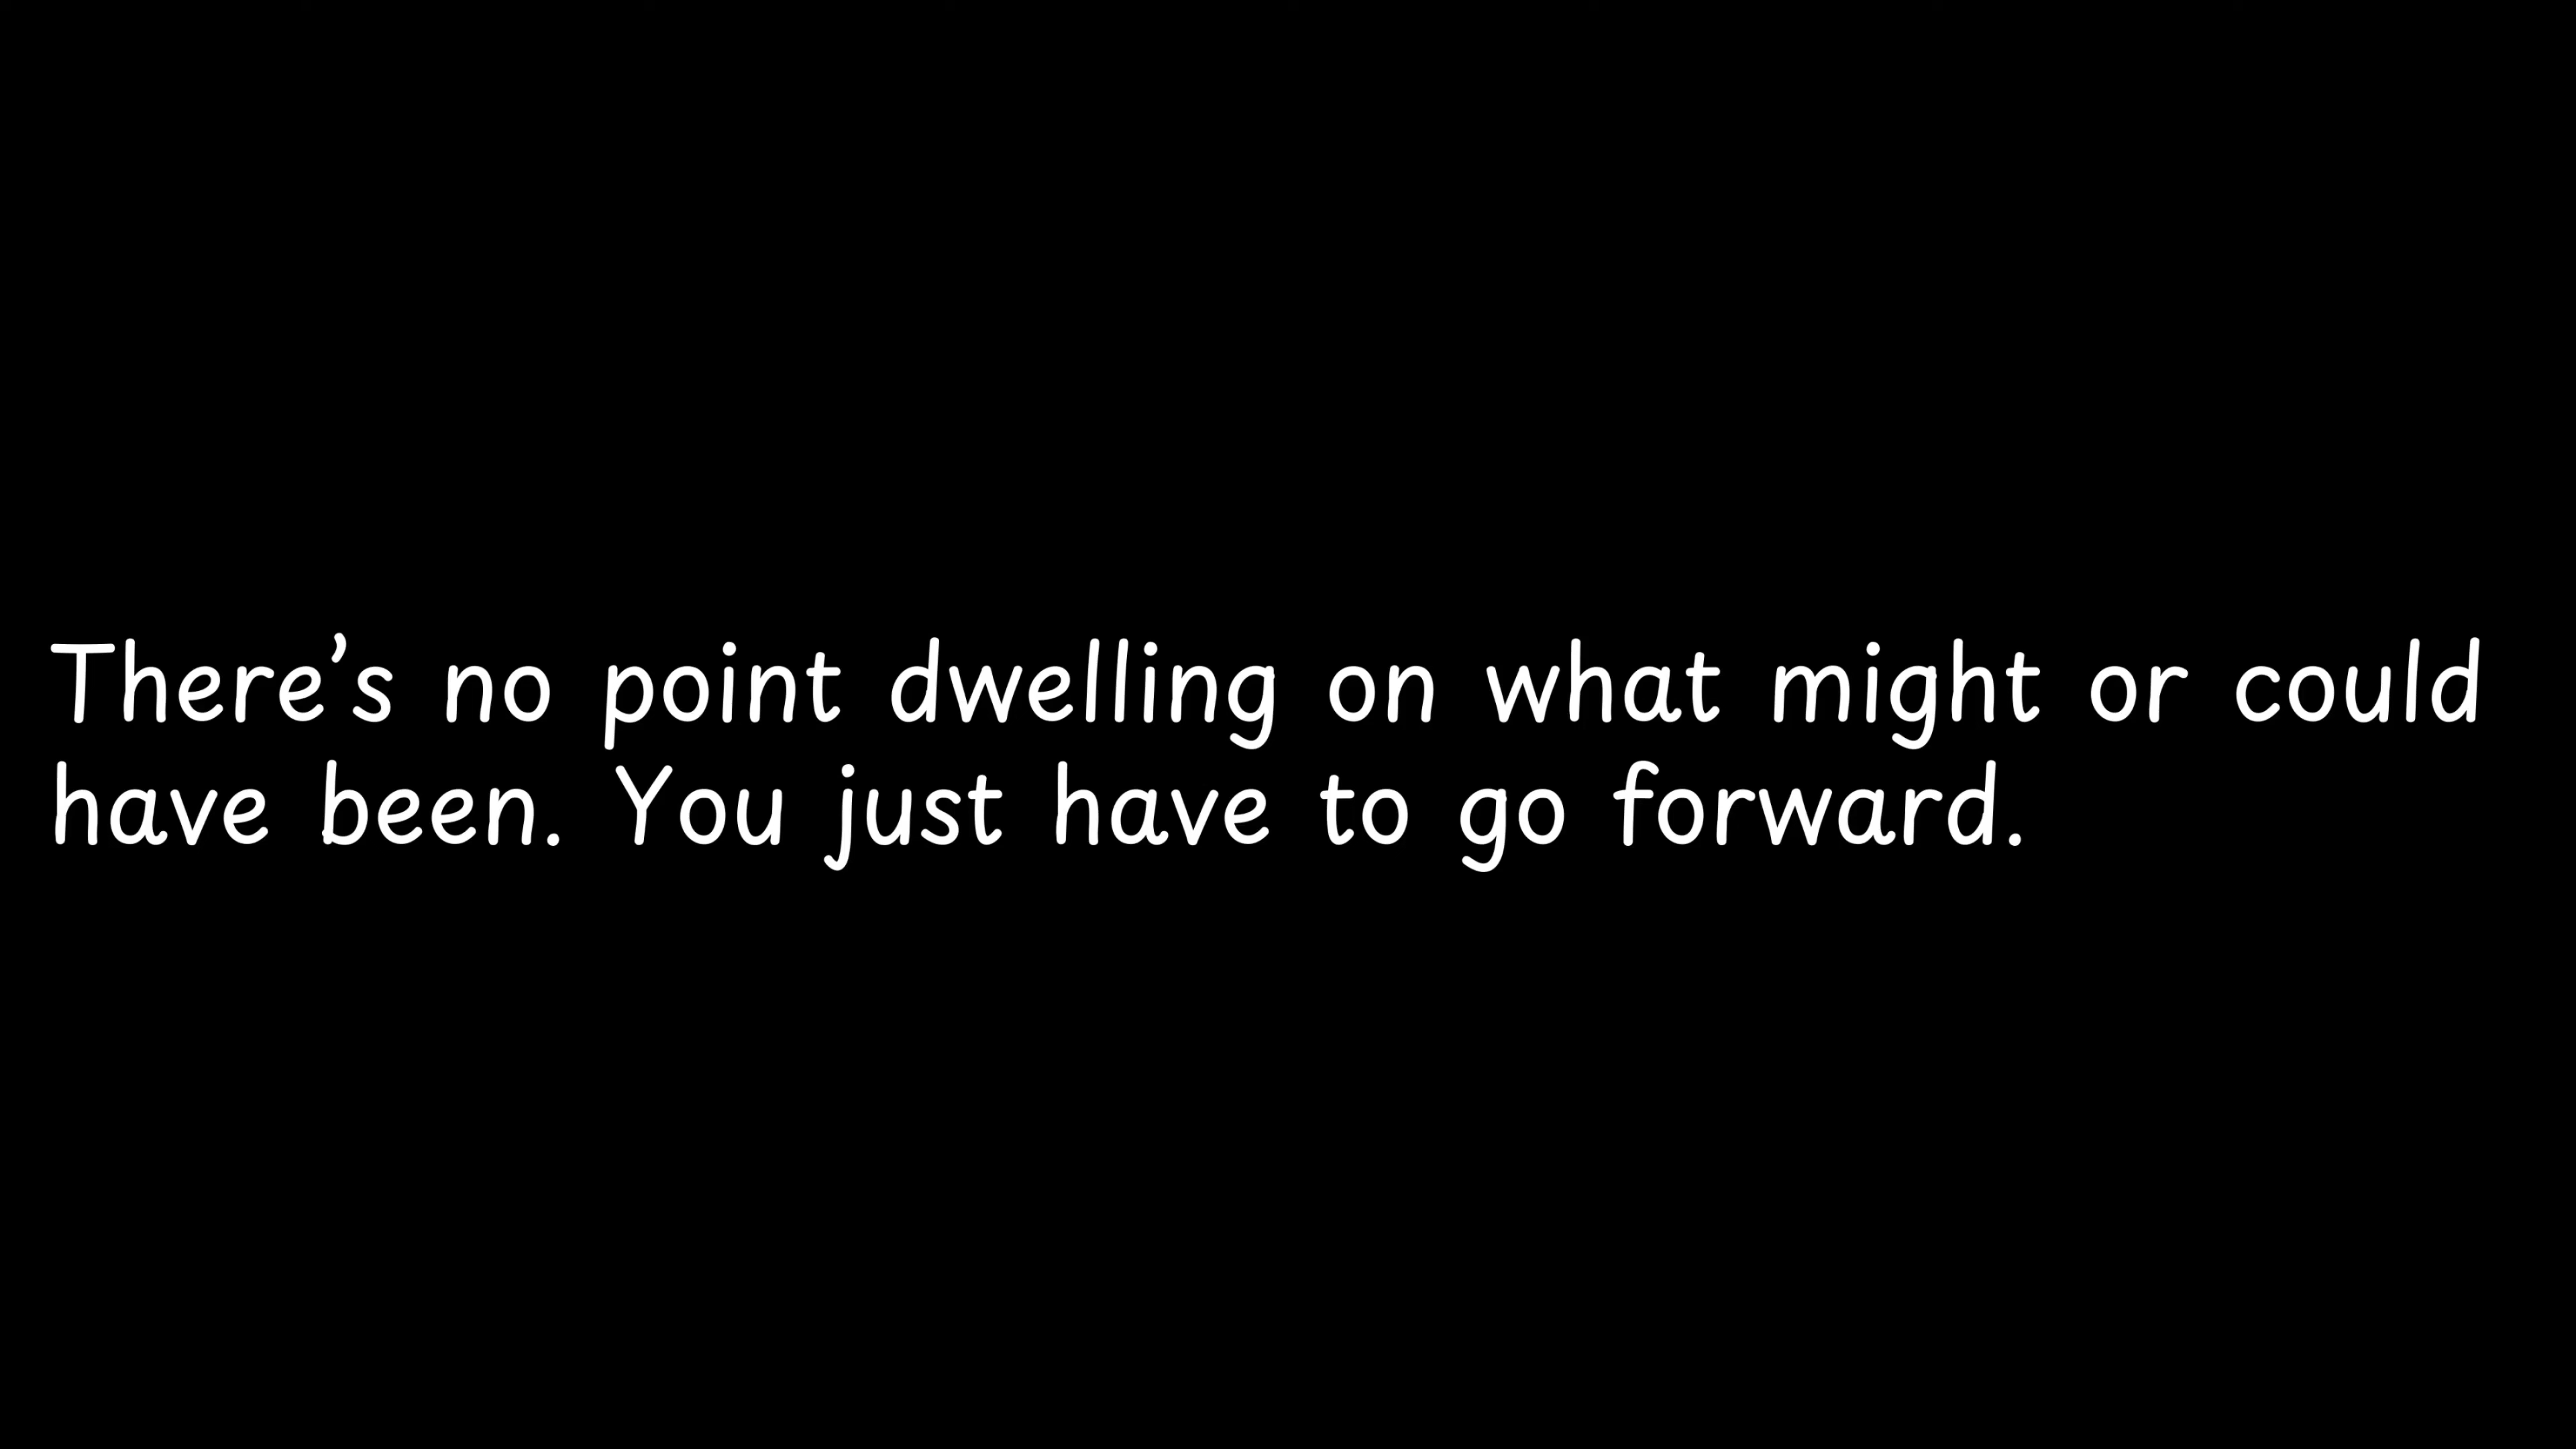 There’s no point dwelling on what might or could
have been. You just have to go forward.